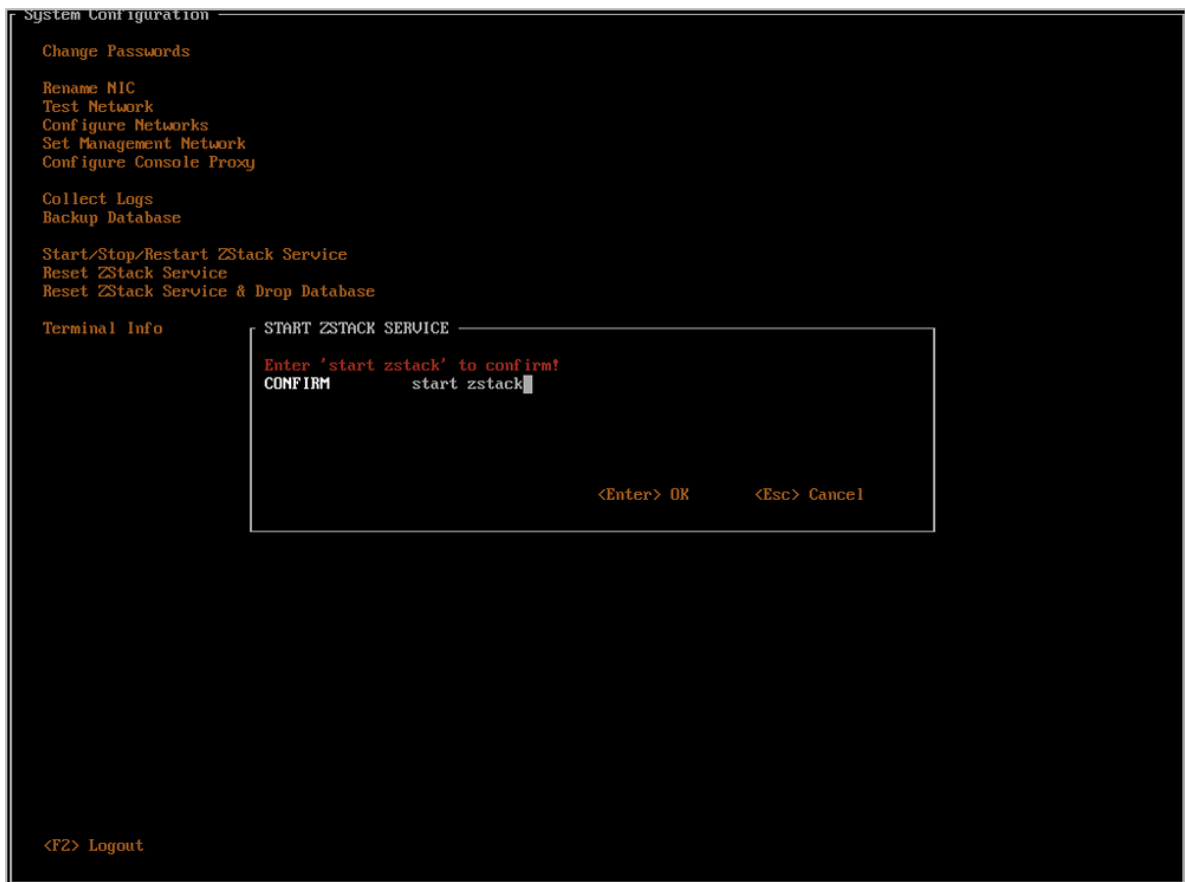 System Configuration
Change Passwords
Rename NIC
Test Network
Configure Networks
Set Management Network
Configure Console Proxy
Collect Logs
Backup Database
Start/Stop/Restart ZStack Service
Reset ZStack Service
Reset ZStack Service & Drop Database
Terminal Info
START ZSTACK SERVICE
Enter 'start zstack' to confirm!
CONFIRM start zstack
<Enter> OK <Esc> Cancel
<F2> Logout